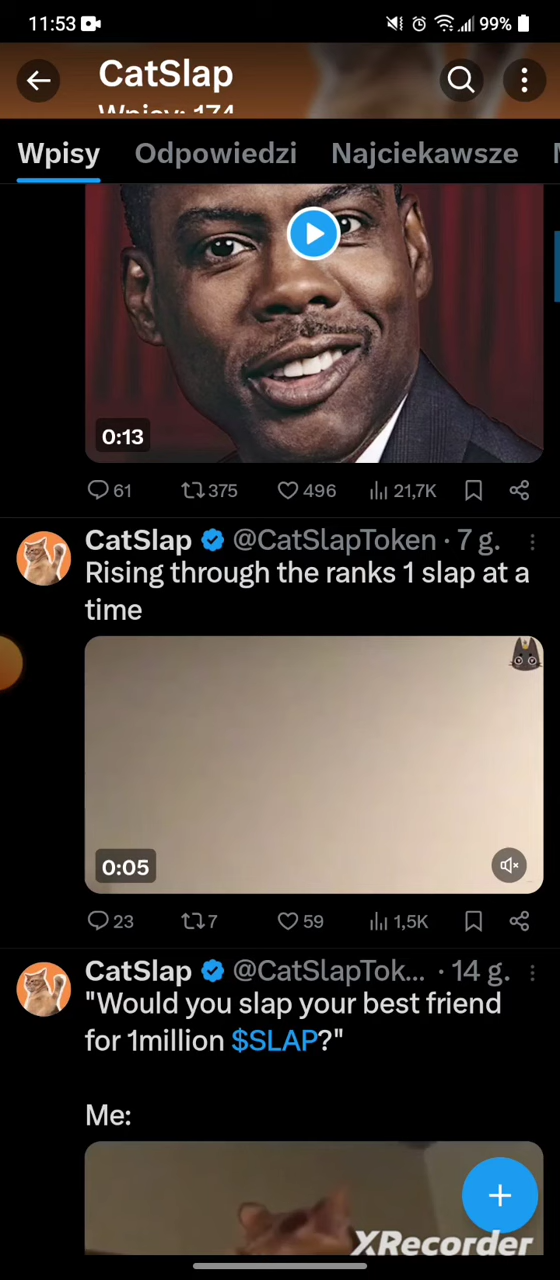 11:53
99%
CatSlap
Wpisy: 174
Wpisy Odpowiedzi Najciekawsze
0:13
61 375 496 21,7K
CatSlap @CatSlapToken · 7 g.
Rising through the ranks 1 slap at a
time
0:05
23 7 59 1,5K
CatSlap @CatSlapTok... · 14 g.
"Would you slap your best friend
for 1million $SLAP?"
Me:
XRecorder